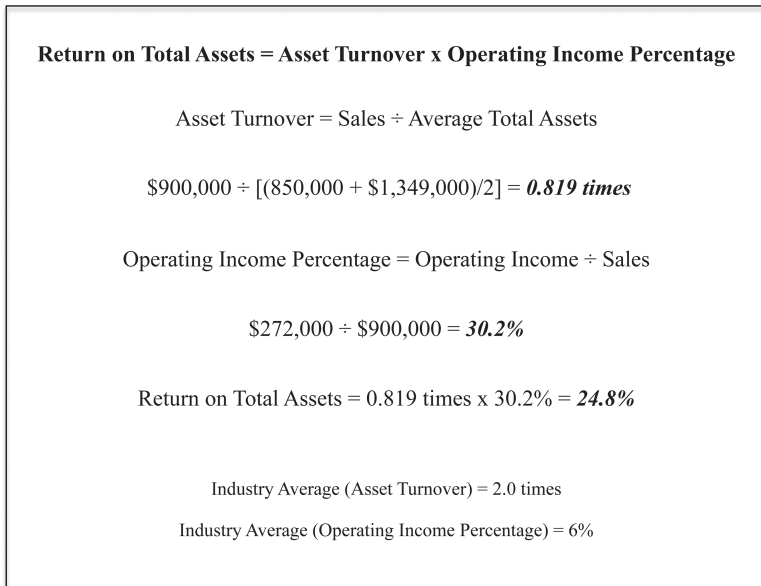 Return on Total Assets = Asset Turnover x Operating Income Percentage
Asset Turnover = Sales ÷ Average Total Assets
$900,000 ÷ [(850,000 + $1,349,000)/2] = 0.819 times
Operating Income Percentage = Operating Income ÷ Sales
$272,000 ÷ $900,000 = 30.2%
Return on Total Assets = 0.819 times x 30.2% = 24.8%
Industry Average (Asset Turnover) = 2.0 times
Industry Average (Operating Income Percentage) = 6%